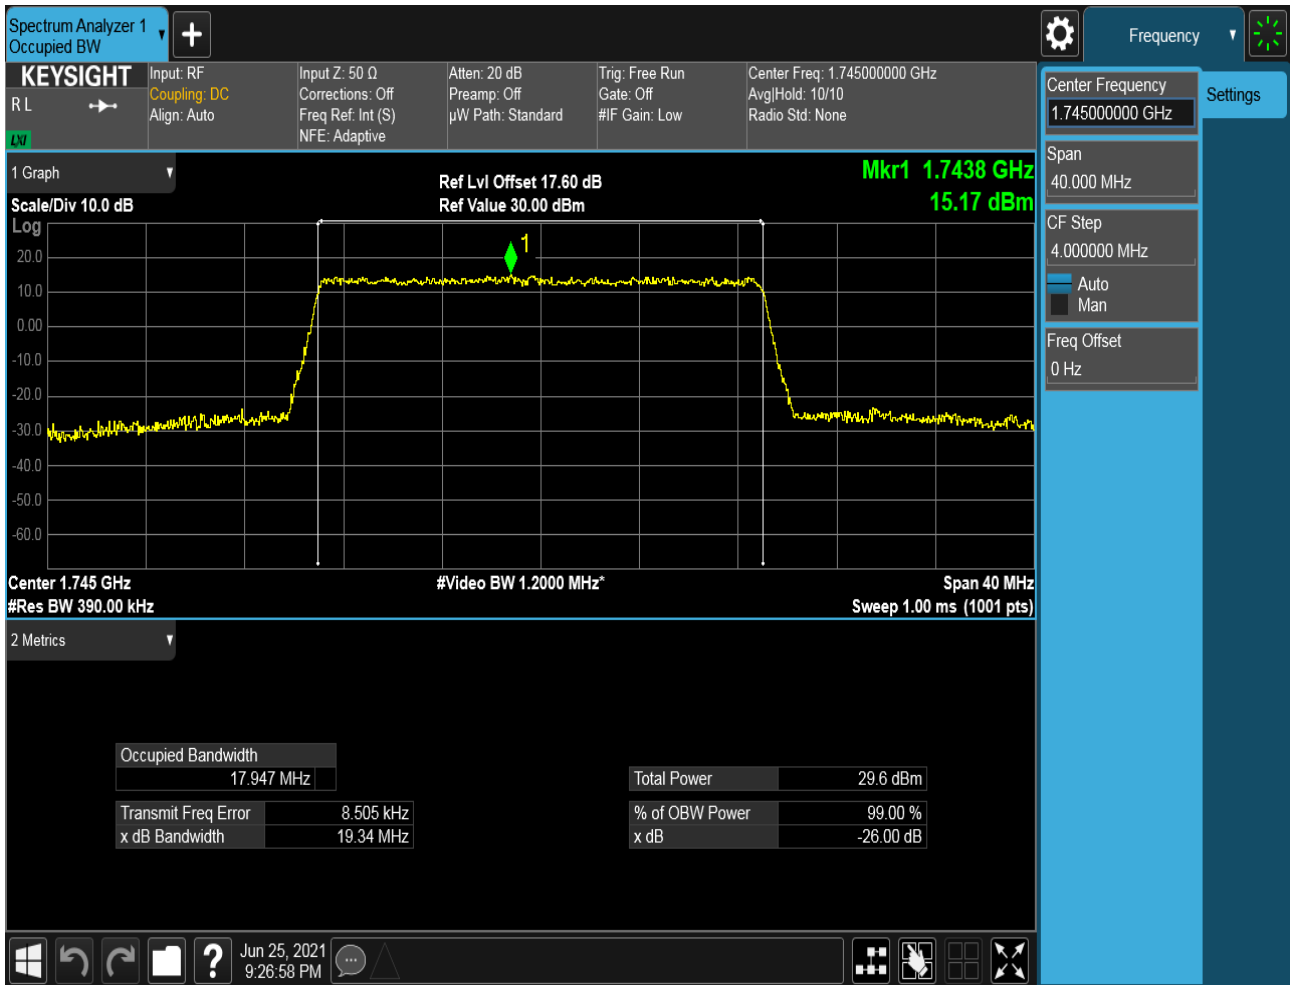 Spectrum Analyzer 1
Occupied BW
Frequency
KEYSIGHT
R L
LXI
Input: RF
Coupling: DC
Align: Auto
Input Z: 50 Ω
Corrections: Off
Freq Ref: Int (S)
NFE: Adaptive
Atten: 20 dB
Preamp: Off
µW Path: Standard
Trig: Free Run
Gate: Off
#IF Gain: Low
Center Freq: 1.745000000 GHz
Avg|Hold: 10/10
Radio Std: None
Center Frequency
1.745000000 GHz
Settings
Span
40.000 MHz
CF Step
4.000000 MHz
Auto
Man
Freq Offset
0 Hz
1 Graph
Scale/Div 10.0 dB
Ref Lvl Offset 17.60 dB
Ref Value 30.00 dBm
Mkr1 1.7438 GHz
15.17 dBm
Log
1
20.0
10.0
0.00
-10.0
-20.0
-30.0
-40.0
-50.0
-60.0
Center 1.745 GHz
#Video BW 1.2000 MHz*
Span 40 MHz
#Res BW 390.00 kHz
Sweep 1.00 ms (1001 pts)
2 Metrics
Occupied Bandwidth
17.947 MHz
Total Power 29.6 dBm
Transmit Freq Error 8.505 kHz
% of OBW Power 99.00 %
x dB Bandwidth 19.34 MHz
x dB -26.00 dB
?
Jun 25, 2021
9:26:58 PM